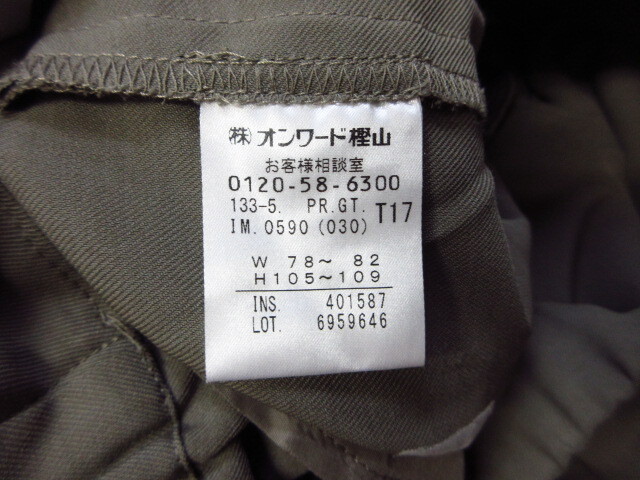 ㈱オンワード樫山
お客様相談室
0120-58-6300
133-5. PR.GT. T17
IM.0590 (030)
W 78～ 82
H105～109
INS. 401587
LOT. 6959646